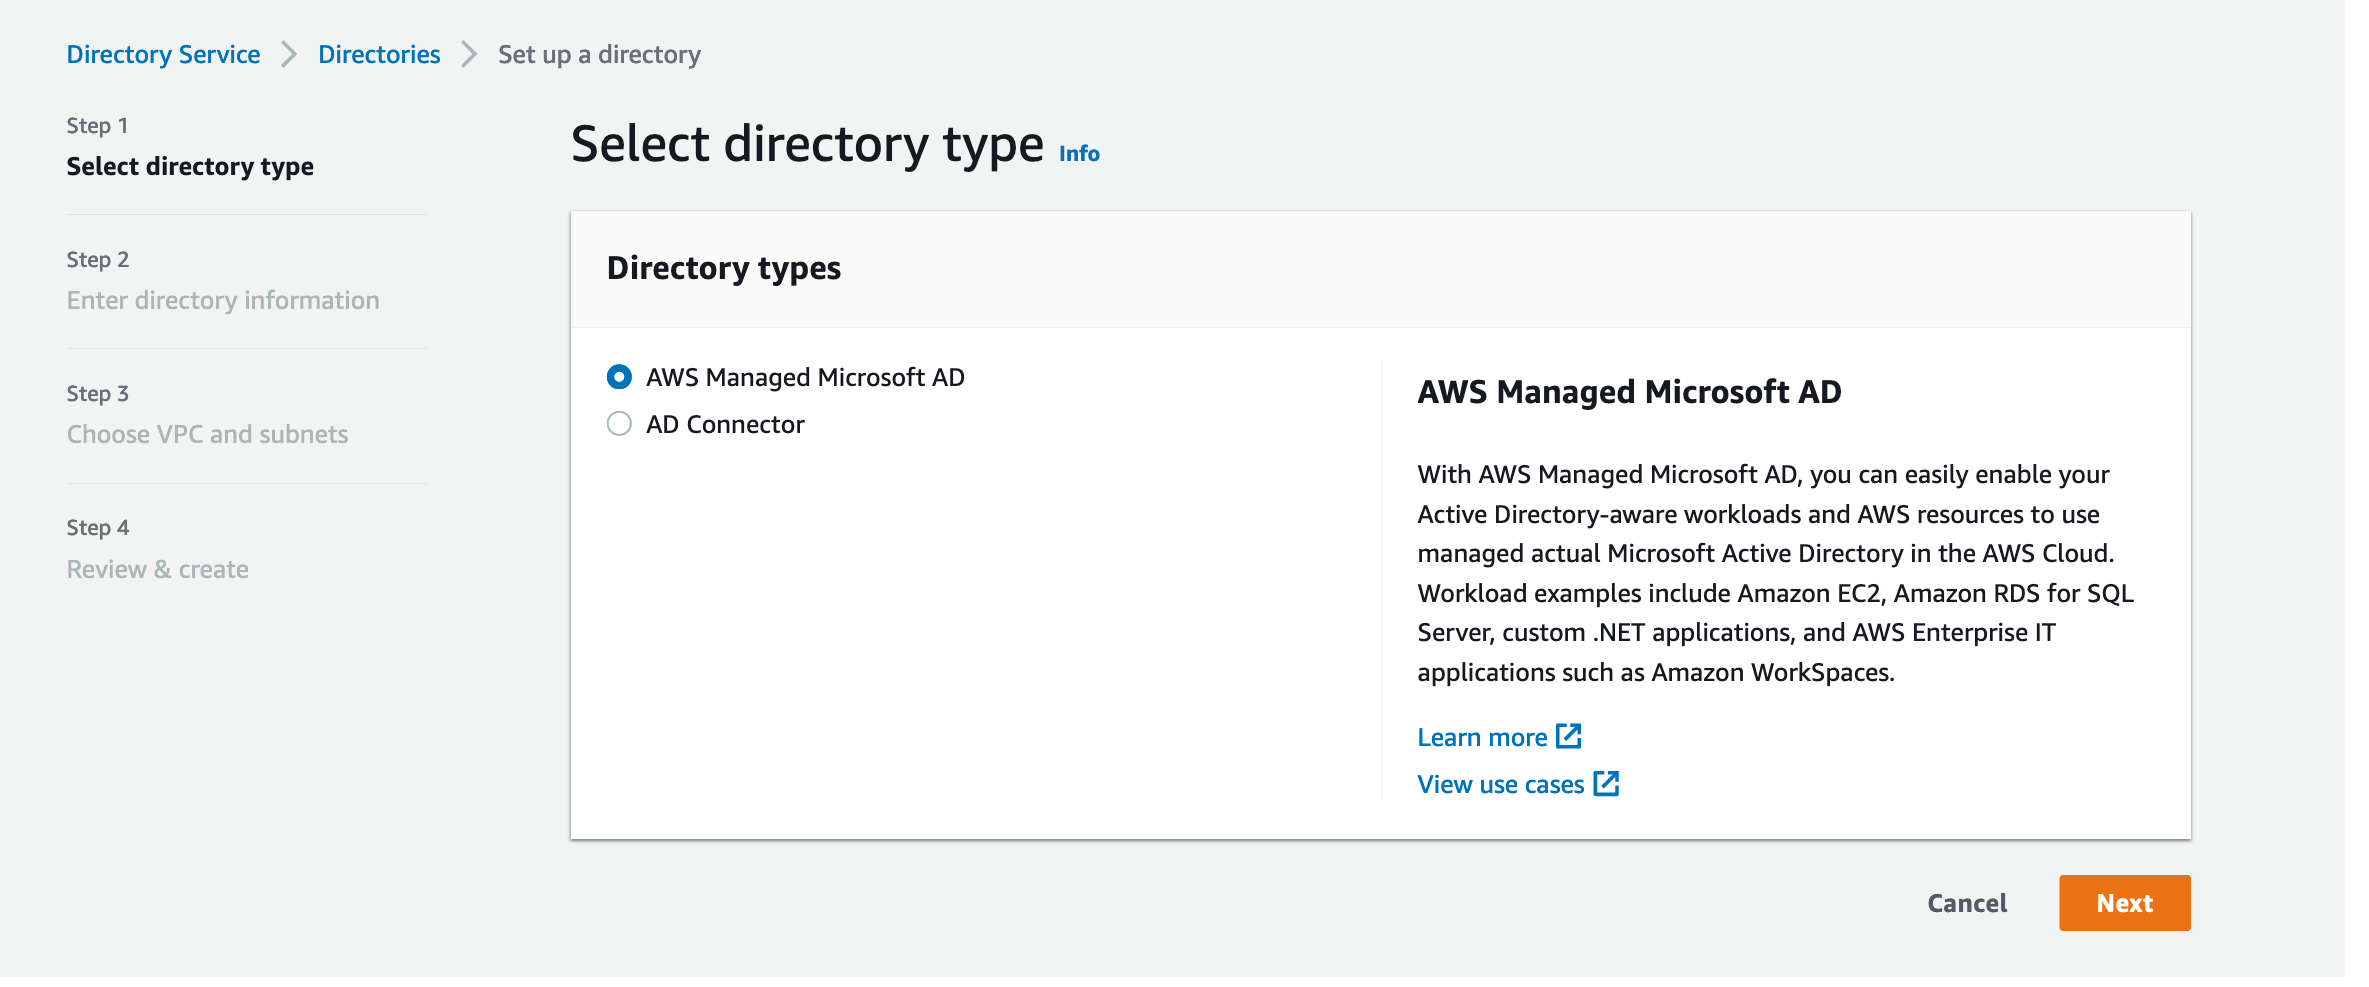 Directory Service > Directories > Set up a directory
Step 1
Select directory type
Step 2
Enter directory information
Step 3
Choose VPC and subnets
Step 4
Review & create
Select directory type Info
Directory types
AWS Managed Microsoft AD
AD Connector
AWS Managed Microsoft AD
With AWS Managed Microsoft AD, you can easily enable your
Active Directory-aware workloads and AWS resources to use
managed actual Microsoft Active Directory in the AWS Cloud.
Workload examples include Amazon EC2, Amazon RDS for SQL
Server, custom .NET applications, and AWS Enterprise IT
applications such as Amazon WorkSpaces.
Learn more
View use cases
Cancel
Next